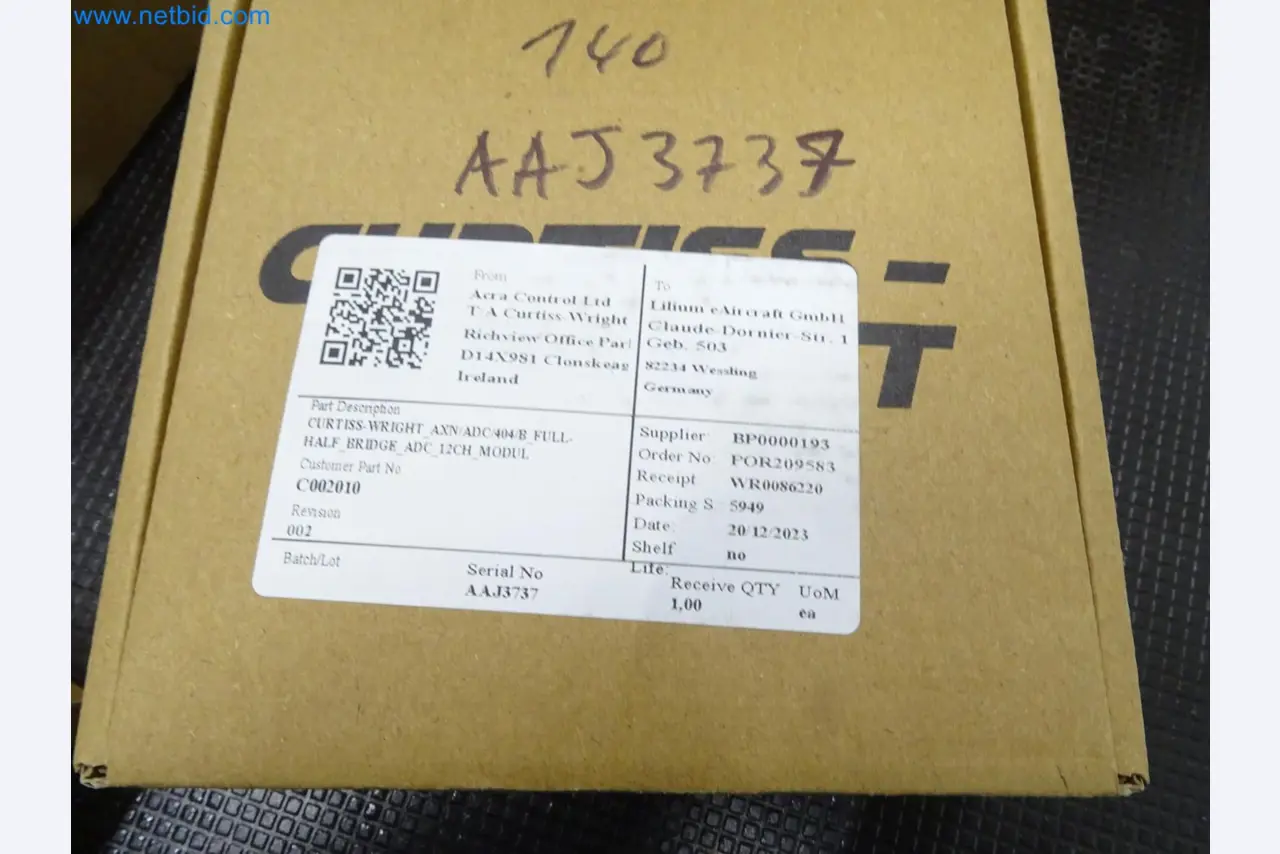 www.netbid.com
140
AAJ3737
CURTISS-
T
From
Acra Control Ltd
T A Curtiss-Wright
Richview Office Par
D14X981 Clonskeag
Ireland
To
Lilium eAircraft GmbH
Claude-Dornier-Str. 1
Geb. 503
82234 Wessling
Germany
Part Description
CURTISS-WRIGHT_AXN/ADC/404/B_FULL-
HALF_BRIDGE_ADC_12CH_MODUL
Customer Part No
C002010
Revision
002
Supplier BP0000193
Order No POR209583
Receipt WR0086220
Packing S 5949
Date: 20/12/2023
Shelf no
Life:
Batch/Lot
Serial No
AAJ3737
Receive QTY
1,00
UoM
ea